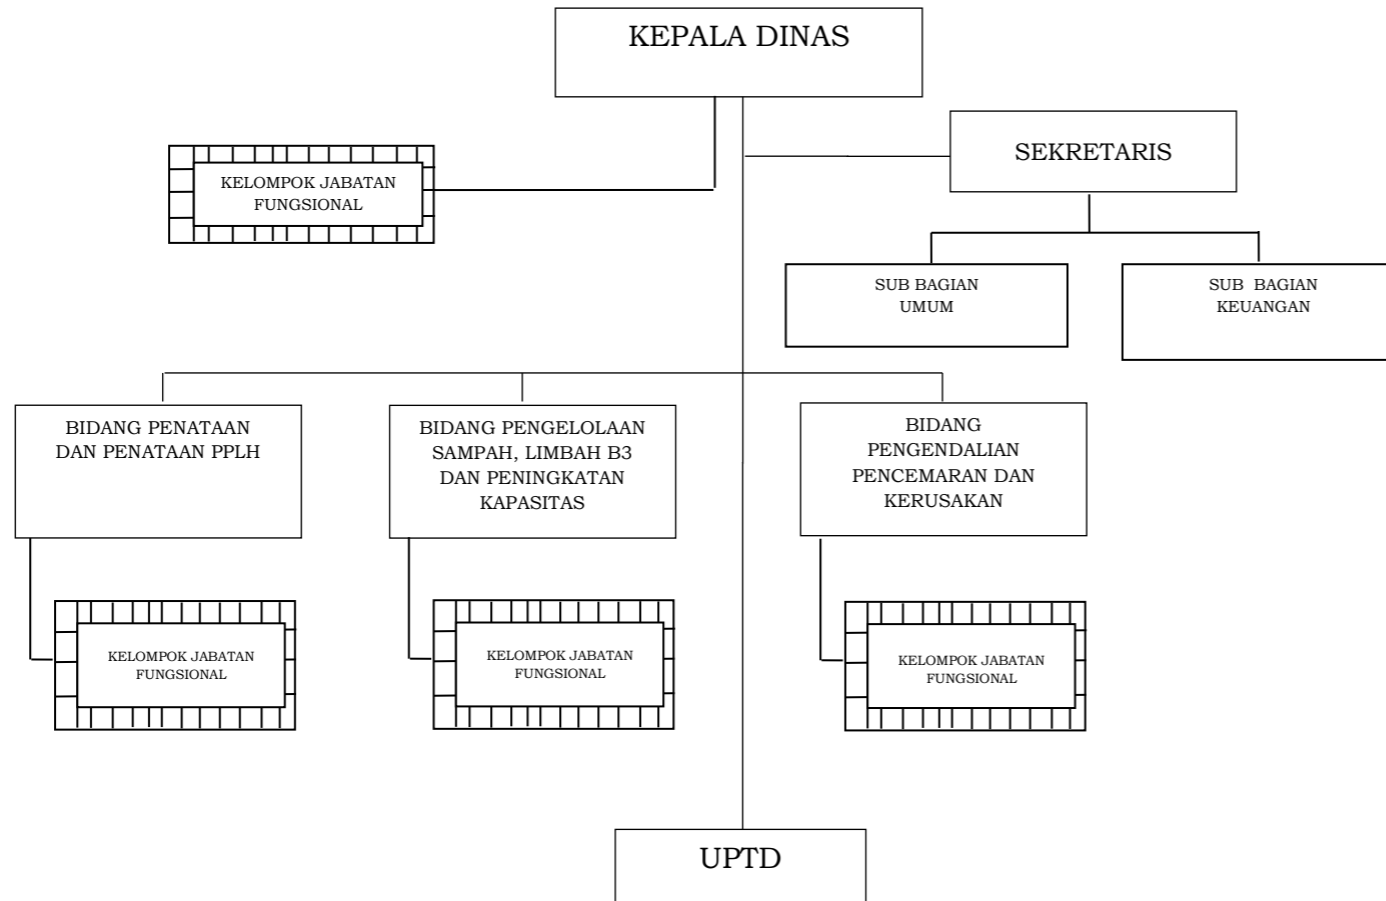 KEPALA DINAS
SEKRETARIS
KELOMPOK JABATAN
FUNGSIONAL
SUB BAGIAN
UMUM
SUB  BAGIAN
KEUANGAN
BIDANG PENATAAN
DAN PENATAAN PPLH
BIDANG PENGELOLAAN
SAMPAH, LIMBAH B3
DAN PENINGKATAN
KAPASITAS
BIDANG
PENGENDALIAN
PENCEMARAN DAN
KERUSAKAN
KELOMPOK JABATAN
FUNGSIONAL
KELOMPOK JABATAN
FUNGSIONAL
KELOMPOK JABATAN
FUNGSIONAL
UPTD